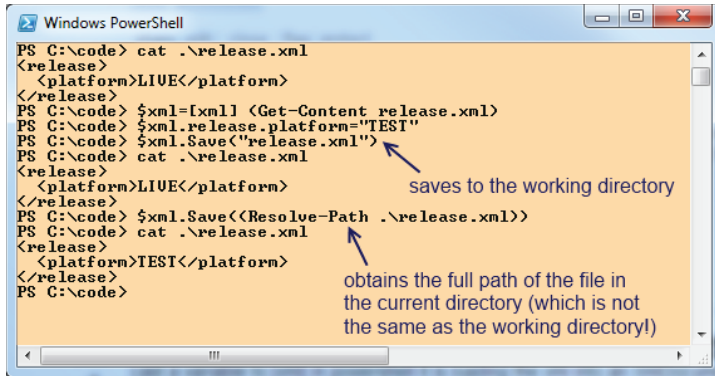 Windows PowerShell
PS C:\code> cat .\release.xml
<release>
  <platform>LIVE</platform>
</release>
PS C:\code> $xml=[xml] (Get-Content release.xml)
PS C:\code> $xml.release.platform="TEST"
PS C:\code> $xml.Save("release.xml")
PS C:\code> cat .\release.xml
<release>
  <platform>LIVE</platform>
</release>
saves to the working directory
PS C:\code> $xml.Save((Resolve-Path .\release.xml))
PS C:\code> cat .\release.xml
<release>
  <platform>TEST</platform>
</release>
PS C:\code>
obtains the full path of the file in
the current directory (which is not
the same as the working directory!)